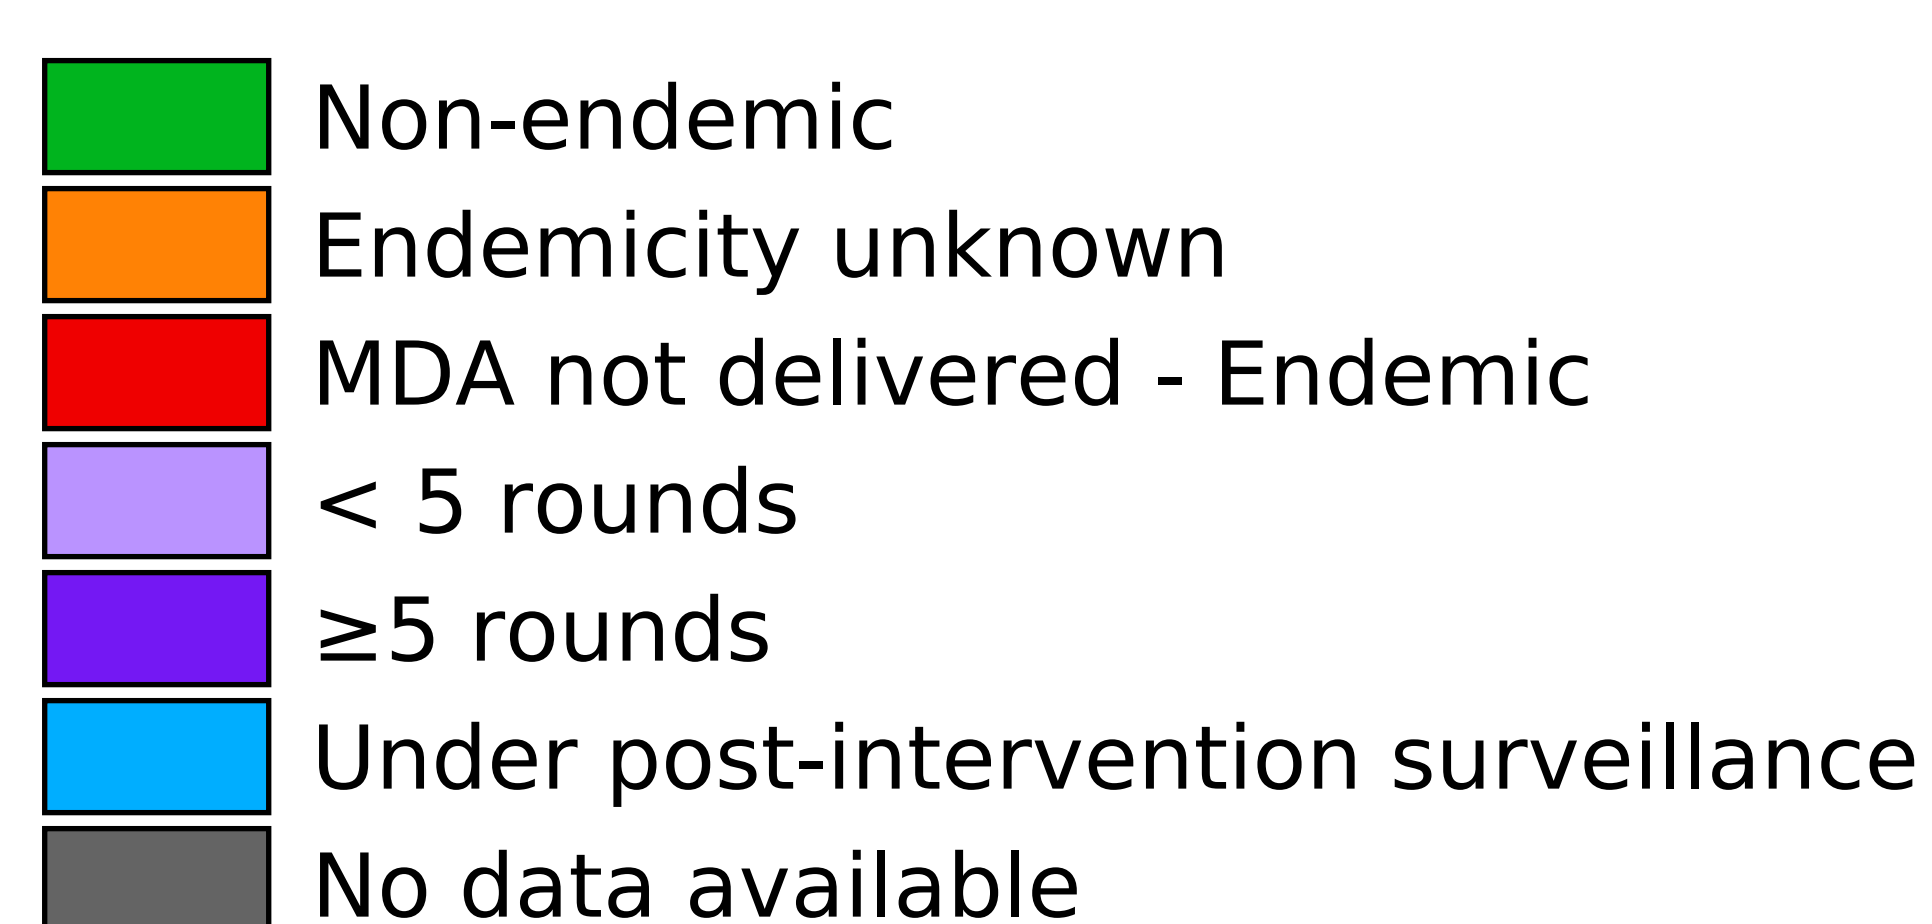 Non-endemic
Endemicity unknown
MDA not delivered - Endemic
< 5 rounds
≥5 rounds
Under post-intervention surveillance
No data available